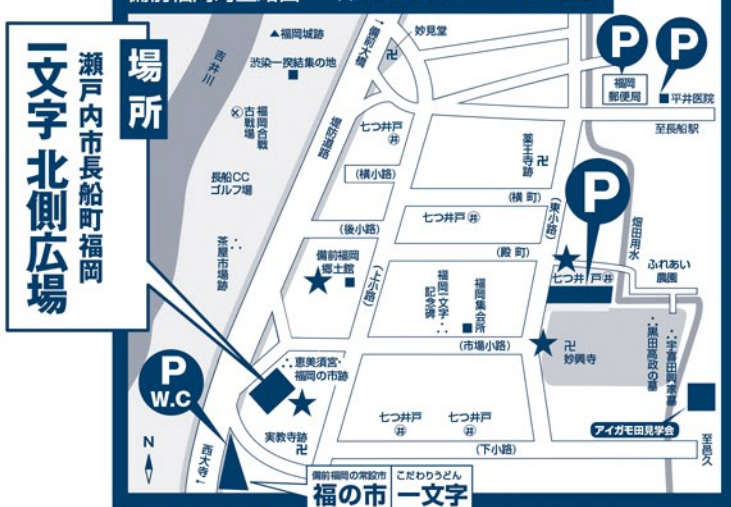 場所
瀬戸内市長船町福岡
一文字 北側広場
吉井川
▲福岡城跡
渋染一揆結集の地
福岡合戦
古戦場
長船CC
ゴルフ場
茶屋市場跡
↑備前大橋
堤防道路
妙見堂
七つ井戸
(横小路)
(後小路)
備前福岡
郷土館
(上小路)
薬王寺跡
(横町)
七つ井戸
(殿町)
(東小路)
P
福岡
郵便局
P
平井医院
至長船駅
P
畑田用水
七つ井戸
ふれあい
農園
福岡一文字
記念碑
福岡集会所
(市場小路)
妙興寺
黒田高政の墓
宇喜田興家墓
アイガモ田見学会
至邑久
恵美須宮
福岡の市跡
実教寺跡
七つ井戸
七つ井戸
(下小路)
P
W.C
N
西大寺
備前福岡の常設市
福の市
こだわりうどん
一文字